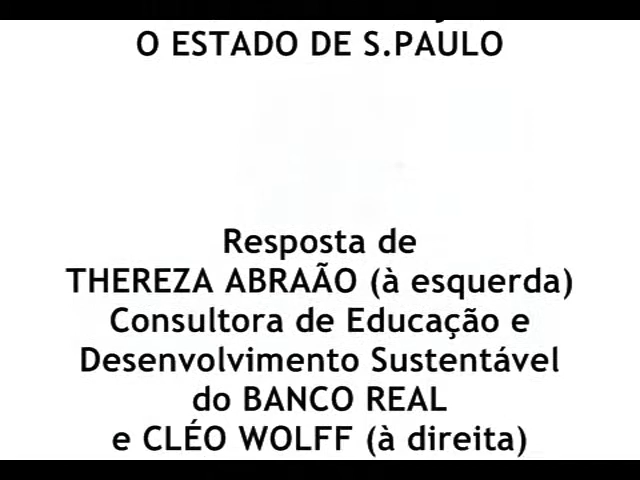 O ESTADO DE S.PAULO
Resposta de
THEREZA ABRAÃO (à esquerda)
Consultora de Educação e
Desenvolvimento Sustentável
do BANCO REAL
e CLÉO WOLFF (à direita)